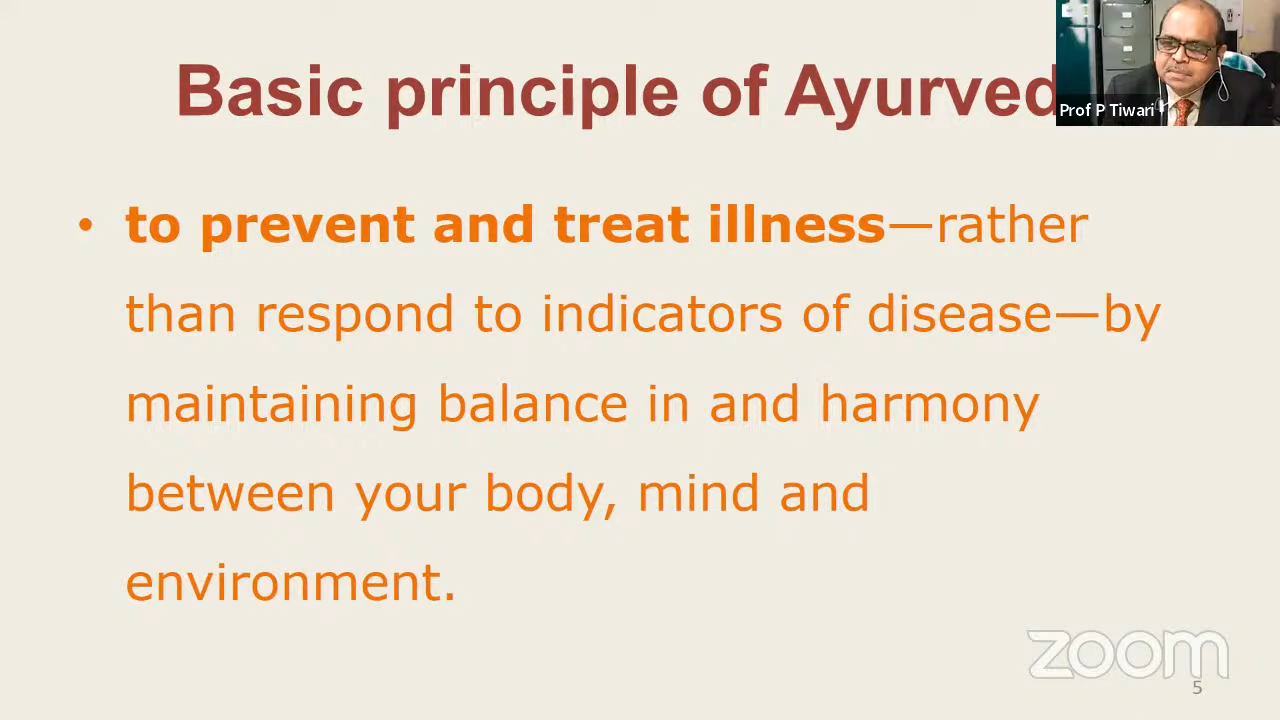 Basic principle of Ayurved
Prof P Tiwari
• to prevent and treat illness—rather
than respond to indicators of disease—by
maintaining balance in and harmony
between your body, mind and
environment.
zoom
5